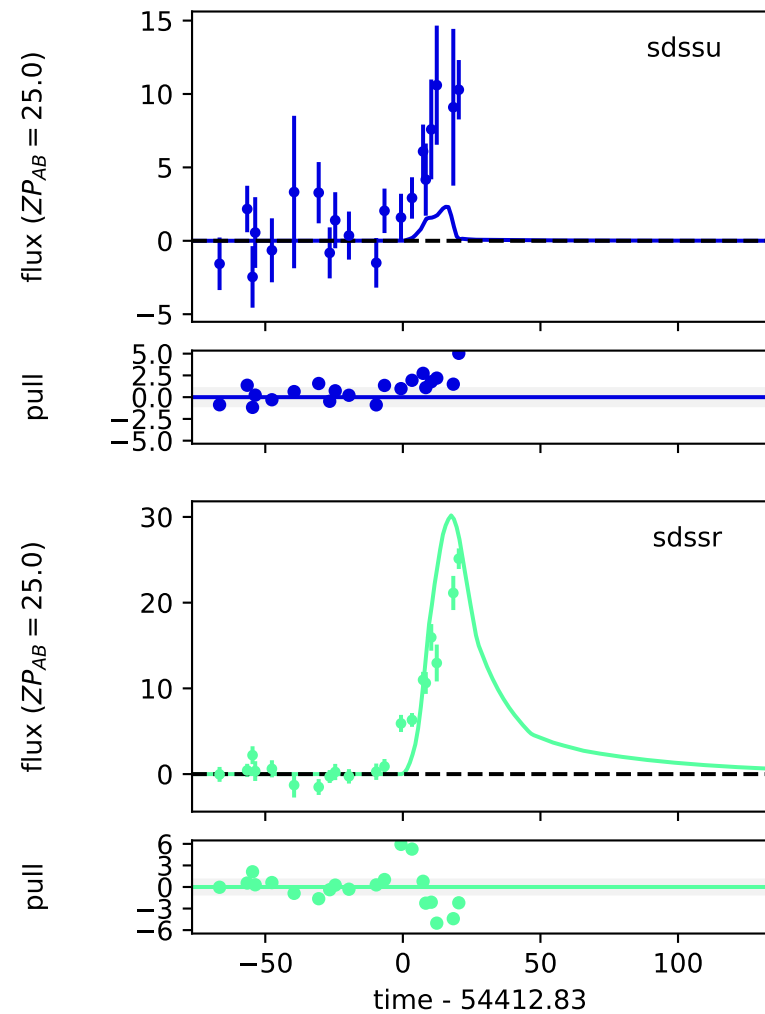 15
sdssu
10
5
0
−5
flux (ZP_AB = 25.0)
5.0
2.5
0.0
−2.5
−5.0
pull
30
sdssr
20
10
0
flux (ZP_AB = 25.0)
6
3
0
−3
−6
pull
−50 0 50 100
time - 54412.83